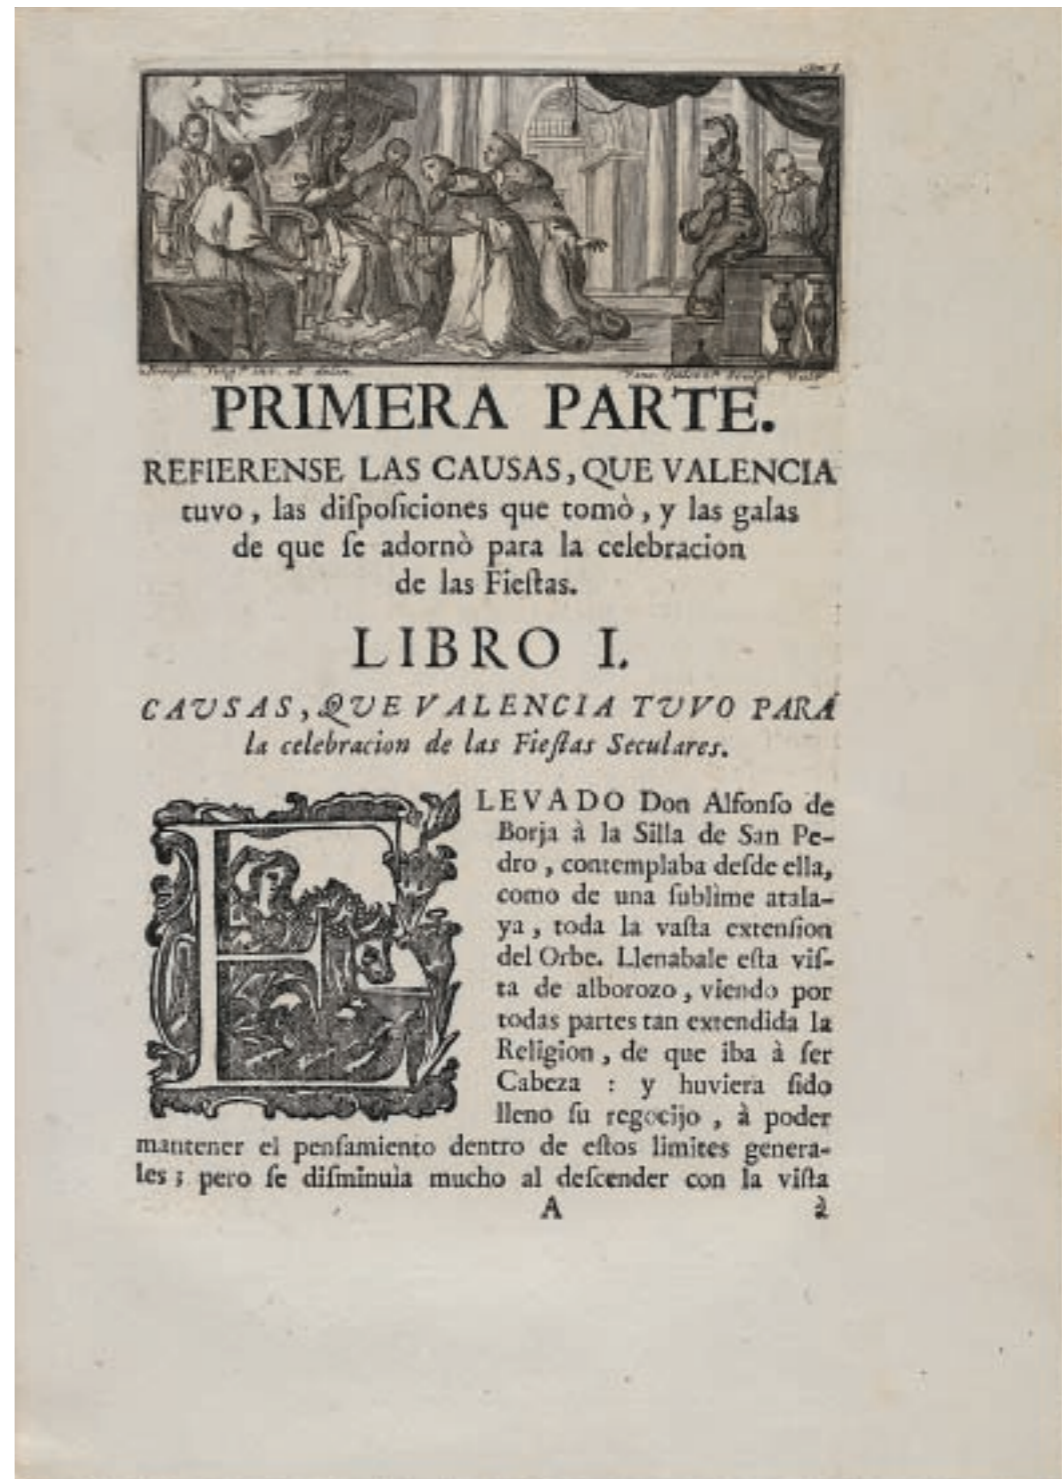 PRIMERA PARTE.
REFIERENSE LAS CAUSAS, QUE VALENCIA
tuvo, las diſpoſiciones que tomò, y las galas
de que ſe adornò para la celebracion
de las Fieſtas.
LIBRO I.
CAUSAS, QUE VALENCIA TUVO PARA
la celebracion de las Fieſtas Seculares.
ELEVADO Don Alfonſo de
Borja à la Silla de San Pe-
dro, contemplaba deſde ella,
como de una ſublime atala-
ya, toda la vaſta extenſion
del Orbe. Llenabale eſta viſ-
ta de alborozo, viendo por
todas partes tan extendida la
Religion, de que iba à ſer
Cabeza : y huviera ſido
lleno ſu regocijo, à poder
mantener el penſamiento dentro de eſtos limites genera-
les; pero ſe diſminuìa mucho al deſcender con la viſta
A à